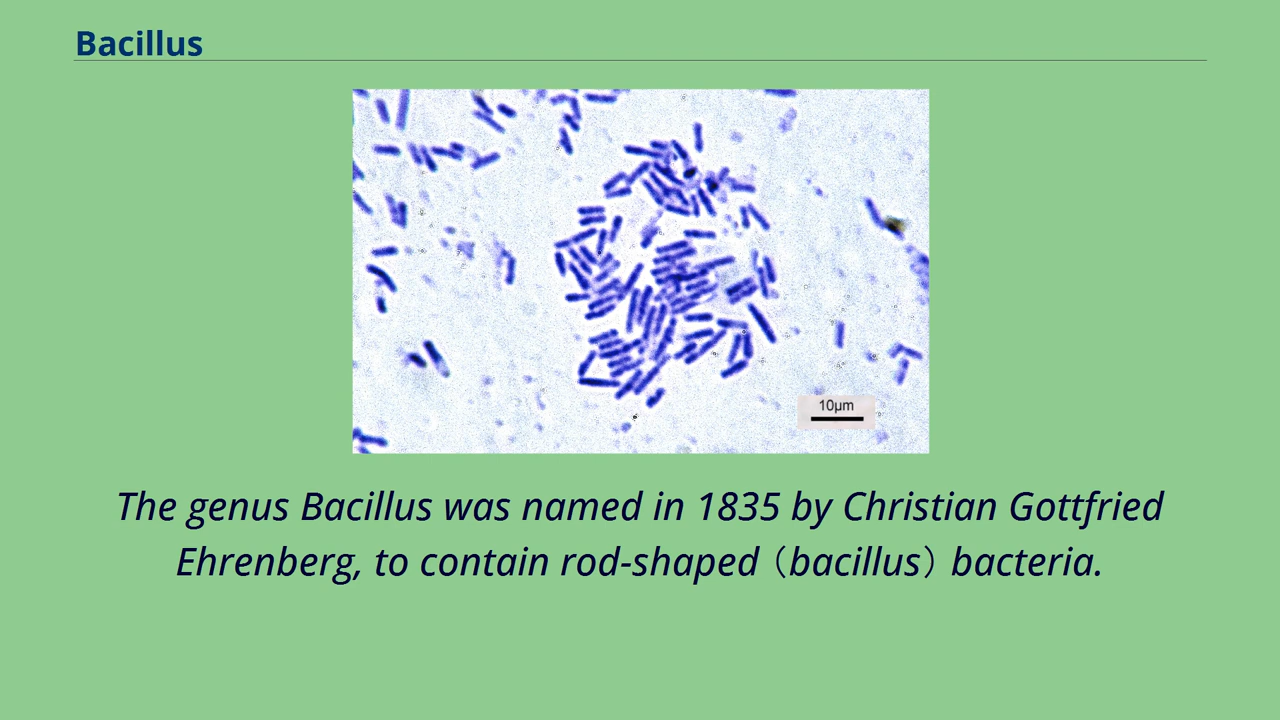 Bacillus
10µm
The genus Bacillus was named in 1835 by Christian Gottfried
Ehrenberg, to contain rod-shaped（bacillus）bacteria.